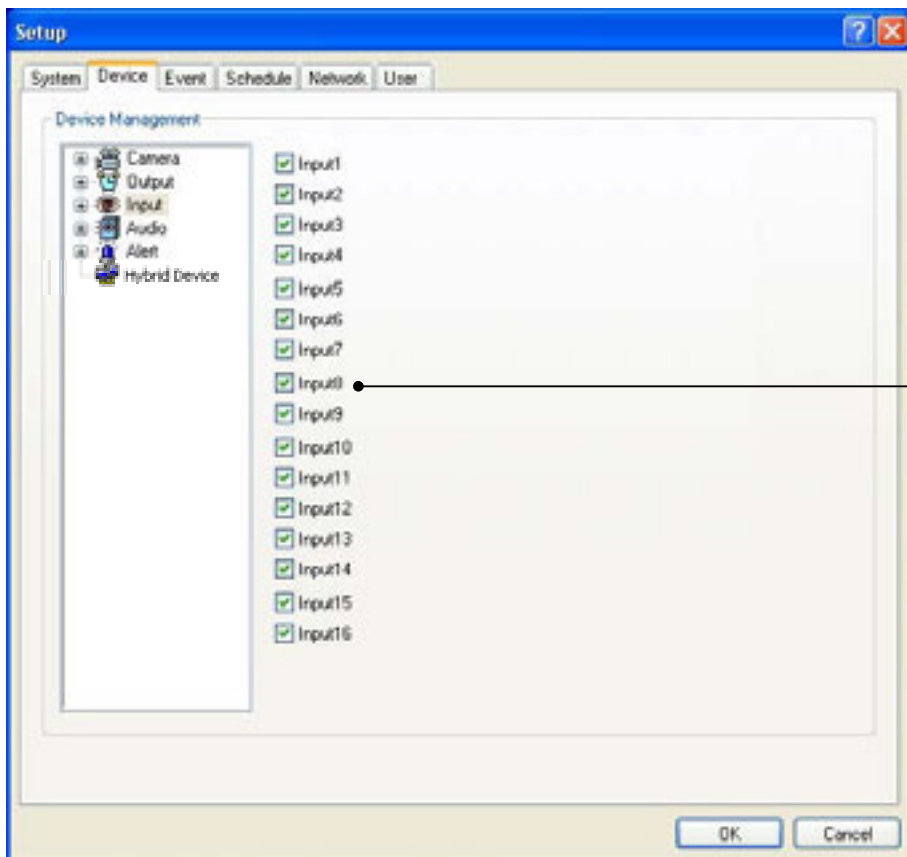 Setup
System Device Event Schedule Network User
Device Management
Camera
Output
Input
Audio
Alert
Hybrid Device
Input1
Input2
Input3
Input4
Input5
Input6
Input7
Input8
Input9
Input10
Input11
Input12
Input13
Input14
Input15
Input16
OK Cancel